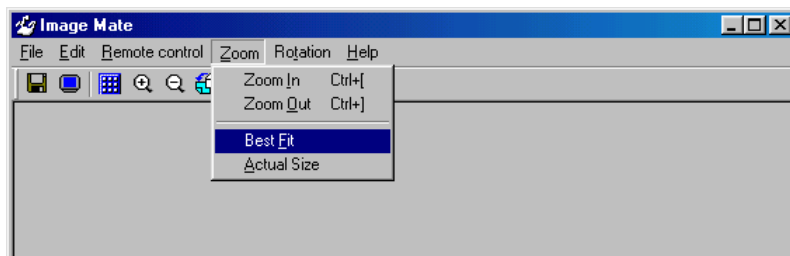 Image Mate
File Edit Remote control Zoom Rotation Help
Zoom In Ctrl+[
Zoom Out Ctrl+]
Best Fit
Actual Size